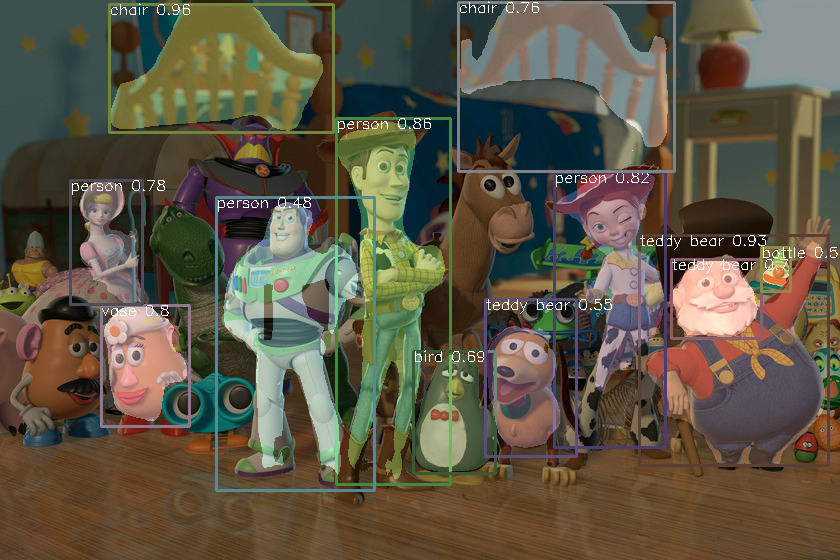 chair 0.96
chair 0.76
person 0.86
person 0.82
person 0.78
person 0.48
teddy bear 0.93
bottle 0.5
teddy bear 0.7
teddy bear 0.55
vase 0.8
bird 0.69